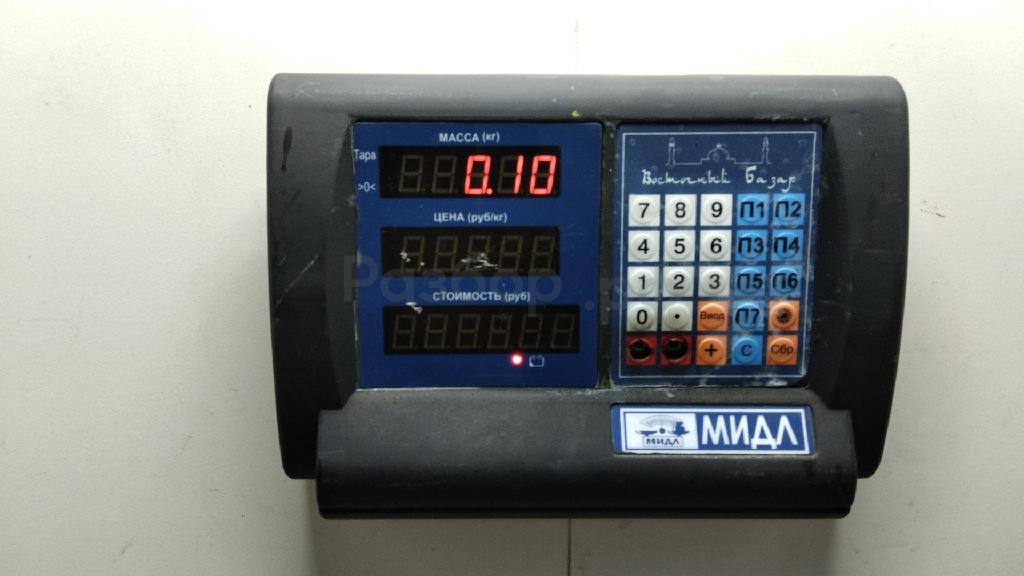 МАССА (кг)
Тара
0.10
>0<
ЦЕНА (руб/кг)
СТОИМОСТЬ (руб)
Восточный Базар
7 8 9 П1 П2
4 5 6 П3 П4
1 2 3 П5 П6
0 . Ввод П7
+ С Сбр
МИДЛ
МИДЛ